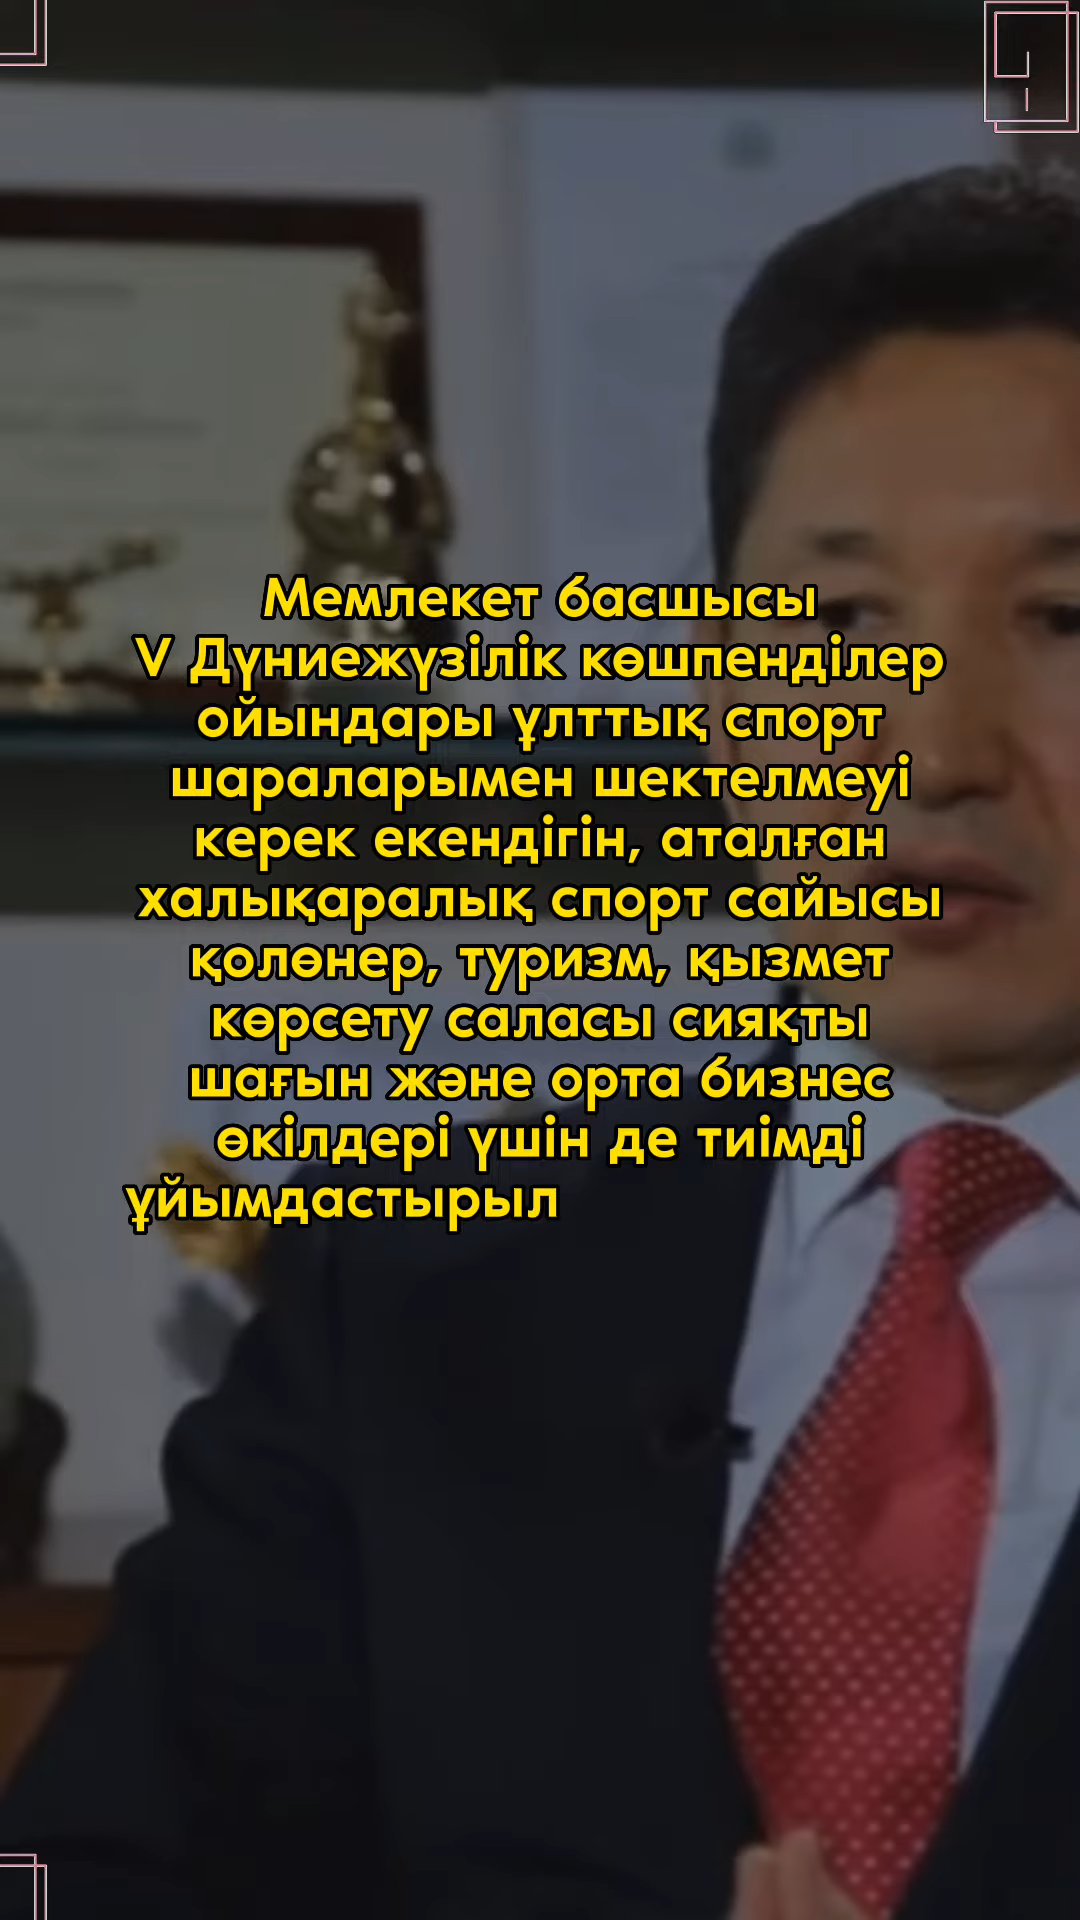 Мемлекет басшысы
V Дүниежүзілік көшпенділер
ойындары ұлттық спорт
шараларымен шектелмеуі
керек екендігін, аталған
халықаралық спорт сайысы
қолөнер, туризм, қызмет
көрсету саласы сияқты
шағын және орта бизнес
өкілдері үшін де тиімді
ұйымдастырыл